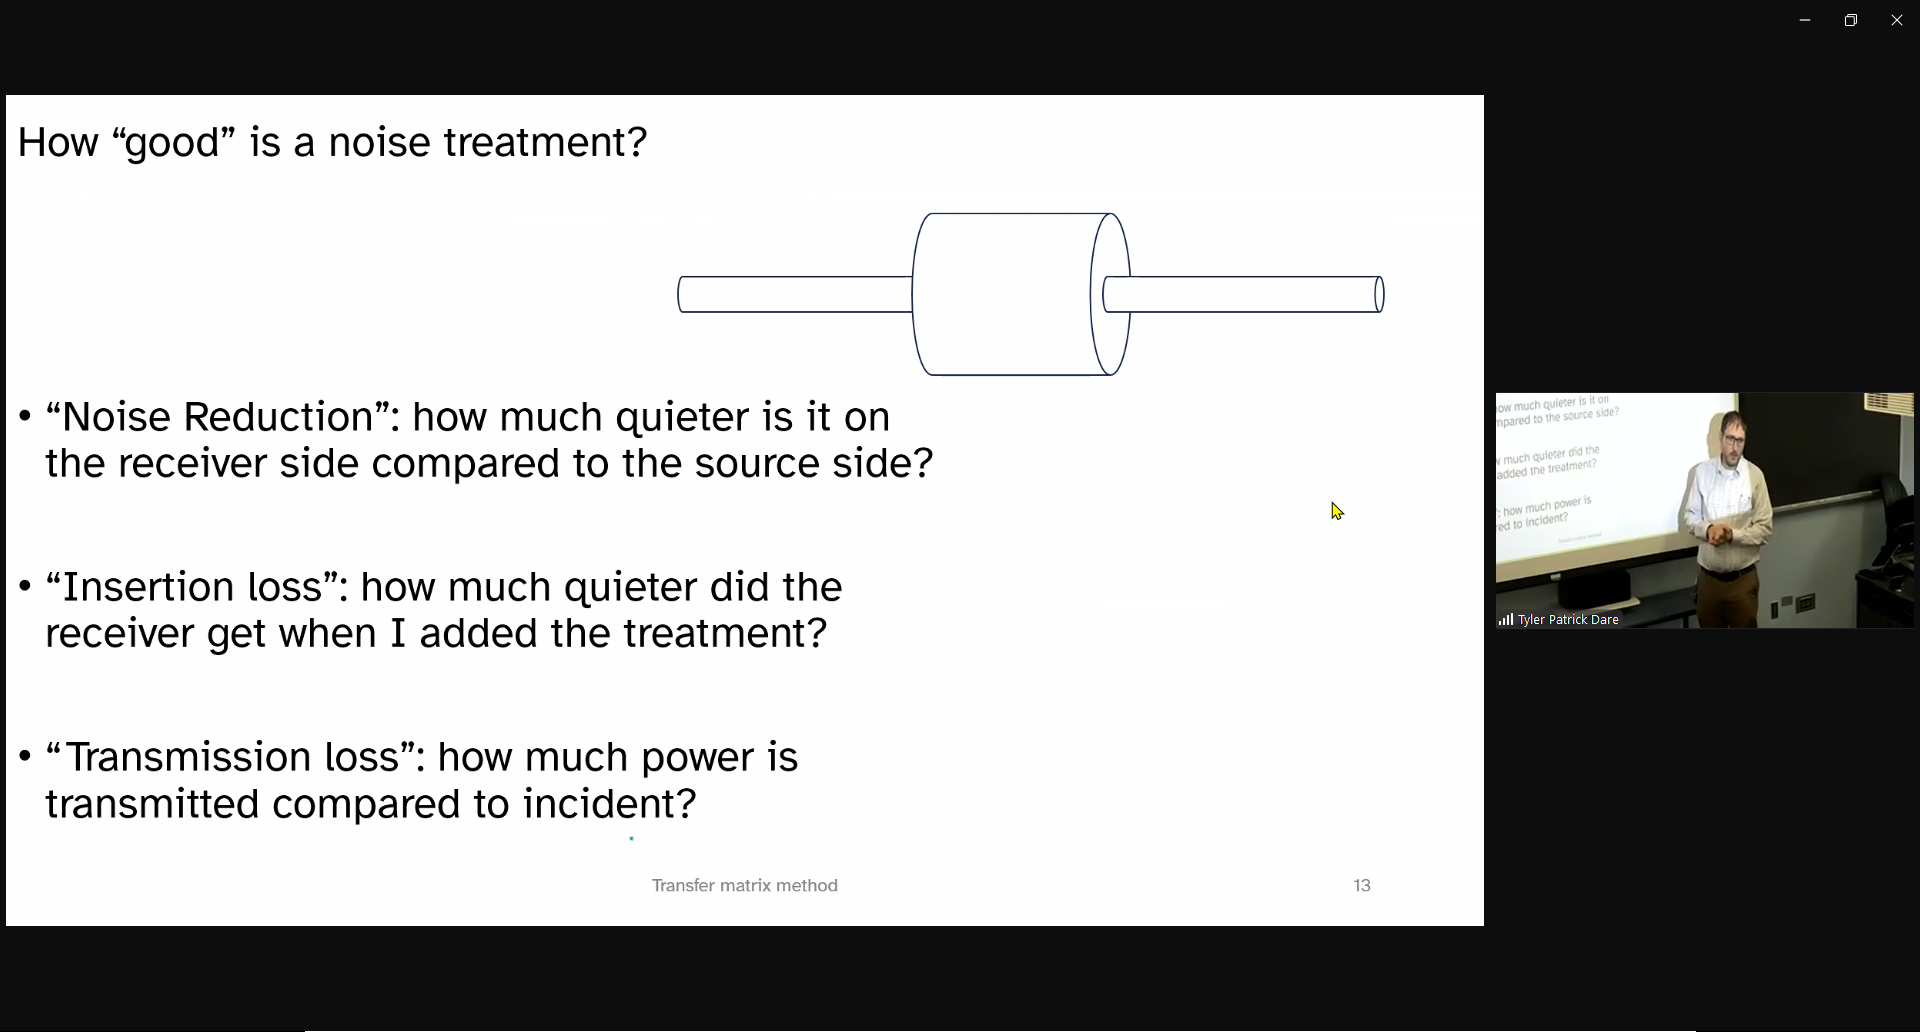 How “good” is a noise treatment?
• “Noise Reduction”: how much quieter is it on
the receiver side compared to the source side?
• “Insertion loss”: how much quieter did the
receiver get when I added the treatment?
• “Transmission loss”: how much power is
transmitted compared to incident?
Transfer matrix method
13
ow much quieter is it on
mpared to the source side?
much quieter did the
added the treatment?
: how much power is
ed to incident?
Transfer matrix method
Tyler Patrick Dare